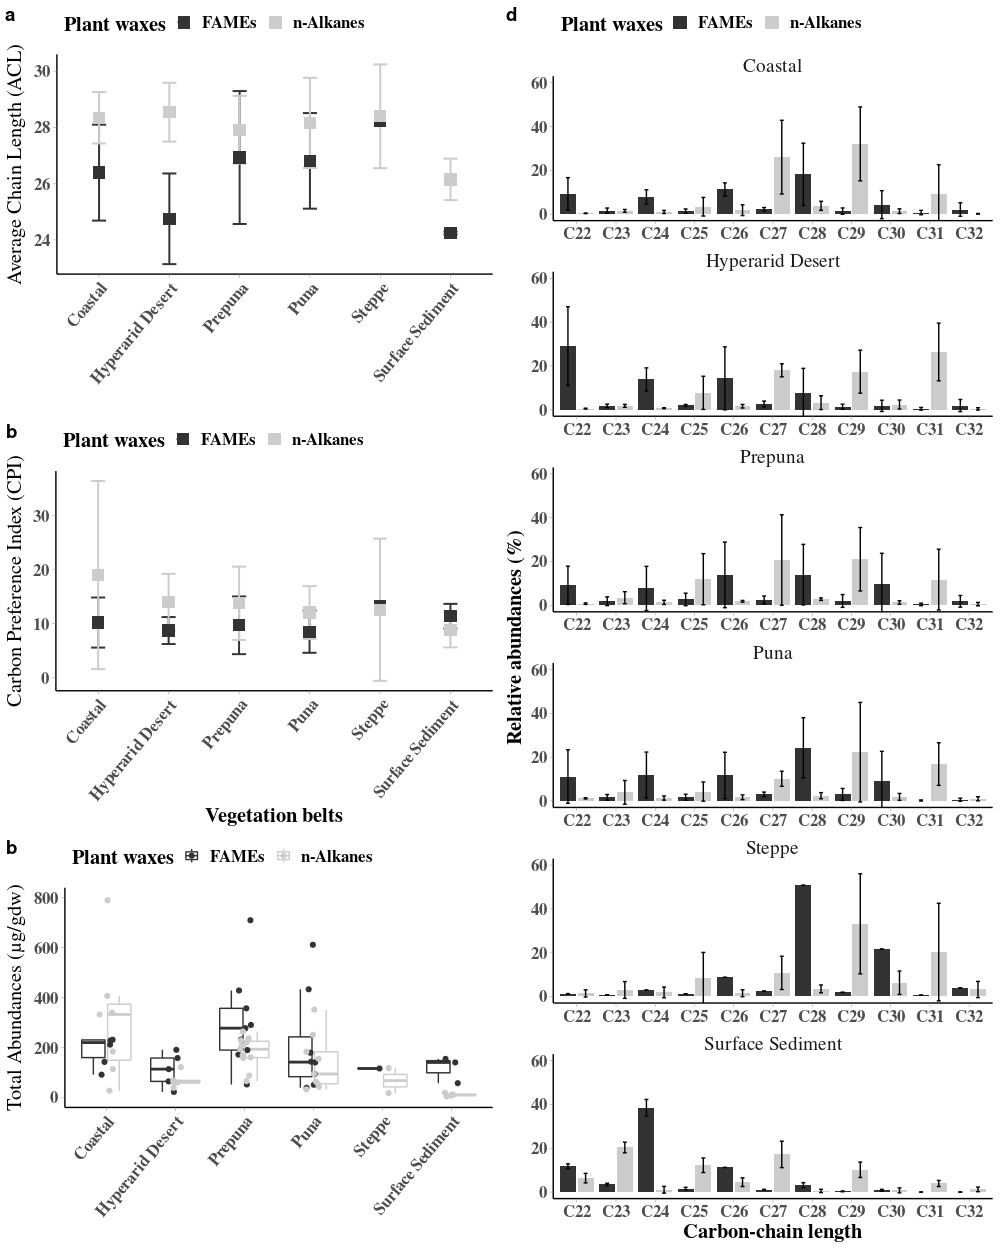 a
Plant waxes FAMEs n-Alkanes
Average Chain Length (ACL)
30
28
26
24
Coastal
Hyperarid Desert
Prepuna
Puna
Steppe
Surface Sediment
b
Plant waxes FAMEs n-Alkanes
Carbon Preference Index (CPI)
30
20
10
0
Coastal
Hyperarid Desert
Prepuna
Puna
Steppe
Surface Sediment
Vegetation belts
b
Plant waxes FAMEs n-Alkanes
Total Abundances (µg/gdw)
800
600
400
200
0
Coastal
Hyperarid Desert
Prepuna
Puna
Steppe
Surface Sediment
d
Plant waxes FAMEs n-Alkanes
Relative abundances (%)
Coastal
60
40
20
0
C22 C23 C24 C25 C26 C27 C28 C29 C30 C31 C32
Hyperarid Desert
60
40
20
0
C22 C23 C24 C25 C26 C27 C28 C29 C30 C31 C32
Prepuna
60
40
20
0
C22 C23 C24 C25 C26 C27 C28 C29 C30 C31 C32
Puna
60
40
20
0
C22 C23 C24 C25 C26 C27 C28 C29 C30 C31 C32
Steppe
60
40
20
0
C22 C23 C24 C25 C26 C27 C28 C29 C30 C31 C32
Surface Sediment
60
40
20
0
C22 C23 C24 C25 C26 C27 C28 C29 C30 C31 C32
Carbon-chain length